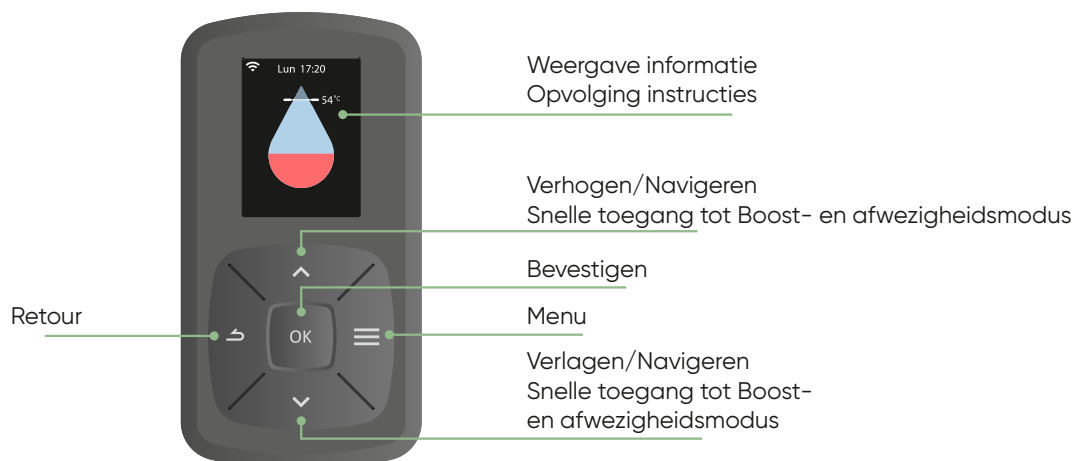 Lun 17:20
54°C
Weergave informatie
Opvolging instructies
Verhogen/Navigeren
Snelle toegang tot Boost- en afwezigheidsmodus
Bevestigen
Retour
OK
Menu
Verlagen/Navigeren
Snelle toegang tot Boost-
en afwezigheidsmodus